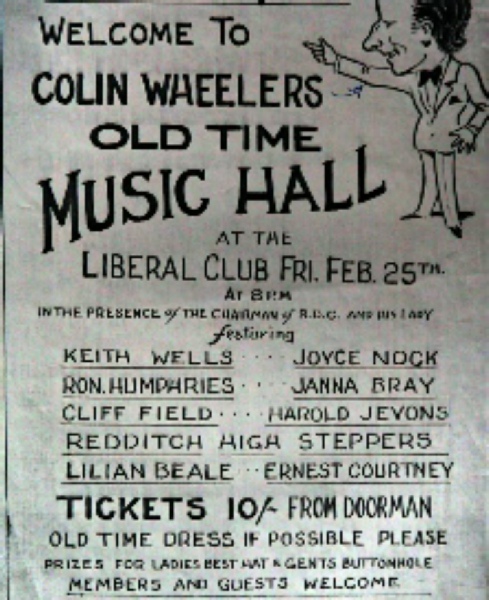 WELCOME TO
COLIN WHEELERS
OLD TIME
MUSIC HALL
AT THE
LIBERAL CLUB FRI. FEB. 25TH.
AT 8P.M
IN THE PRESENCE of THE CHAIRMAN of R.D.C. AND HIS LADY
featuring
KEITH WELLS .... JOYCE NOCK
RON. HUMPHRIES .... JANNA BRAY
CLIFF FIELD .... HAROLD JEVONS
REDDITCH HIGH STEPPERS
LILIAN BEALE ... ERNEST COURTNEY
TICKETS 10/- FROM DOORMAN
OLD TIME DRESS IF POSSIBLE PLEASE
PRIZES FOR LADIES BEST HAT & GENTS BUTTONHOLE
MEMBERS AND GUESTS WELCOME